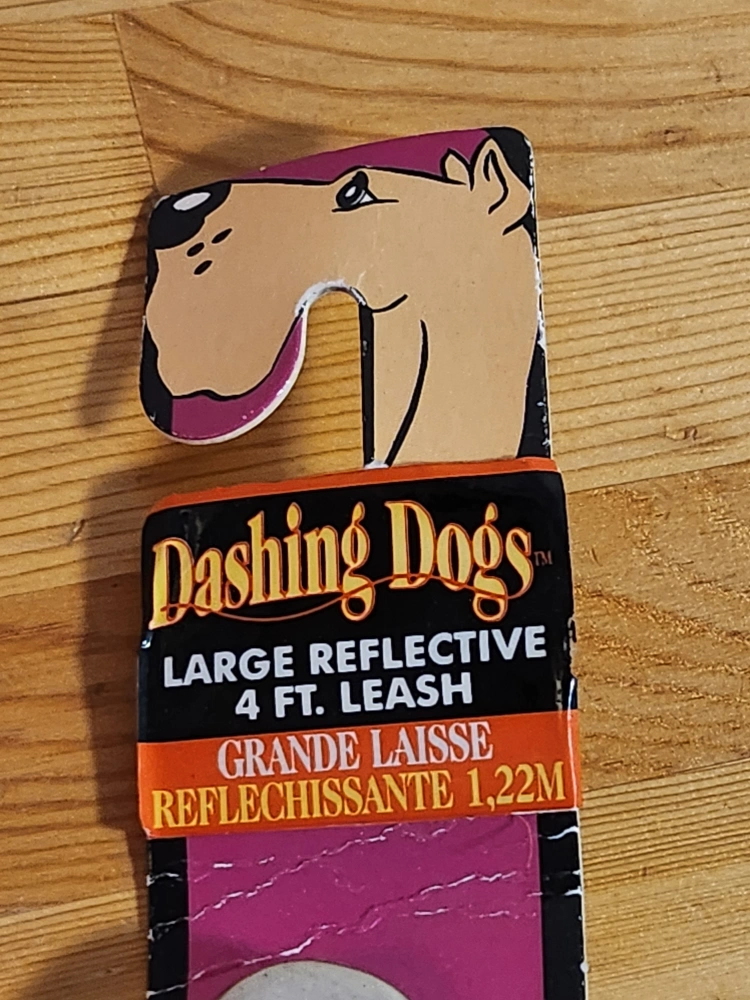 Dashing Dogs™
LARGE REFLECTIVE
4 FT. LEASH
GRANDE LAISSE
REFLECHISSANTE 1,22M